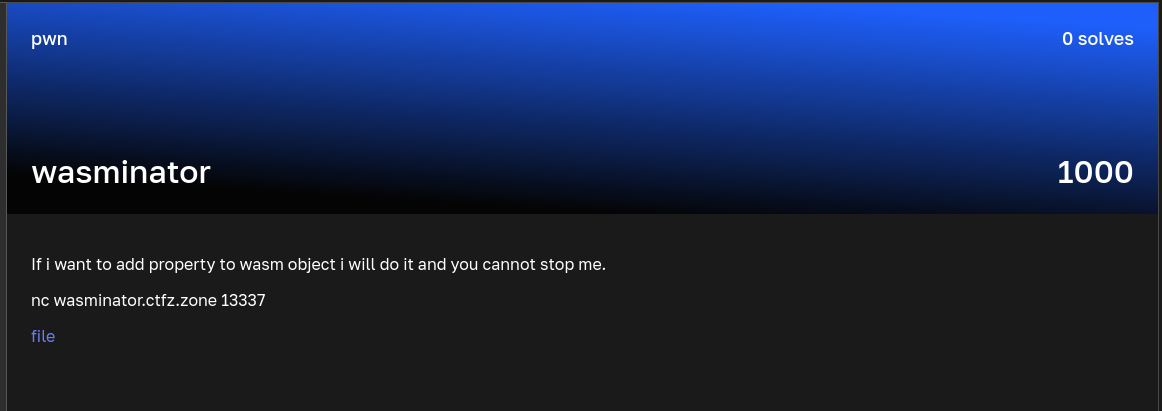 pwn
0 solves
wasminator
1000
If i want to add property to wasm object i will do it and you cannot stop me.
nc wasminator.ctfz.zone 13337
file